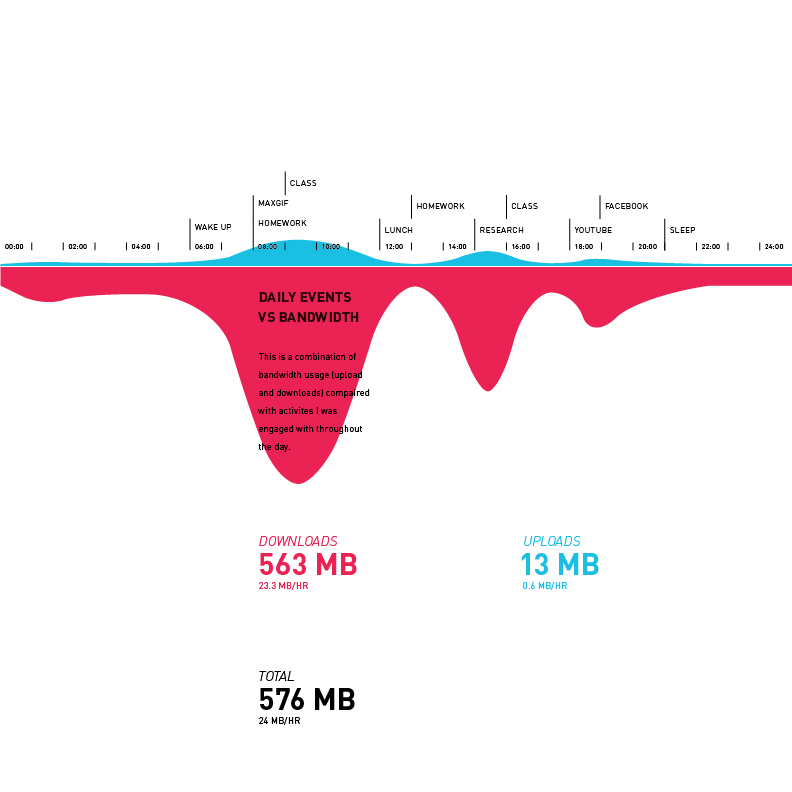 CLASS
MAXGIF
HOMEWORK
CLASS
FACEBOOK
WAKE UP
HOMEWORK
LUNCH
RESEARCH
YOUTUBE
SLEEP
00:00
02:00
04:00
06:00
08:00
10:00
12:00
14:00
16:00
18:00
20:00
22:00
24:00
DAILY EVENTS
VS BANDWIDTH
This is a combination of
bandwidth usage (upload
and downloads) compaired
with activites I was
engaged with throughout
the day.
DOWNLOADS
563 MB
23.3 MB/HR
UPLOADS
13 MB
0.6 MB/HR
TOTAL
576 MB
24 MB/HR